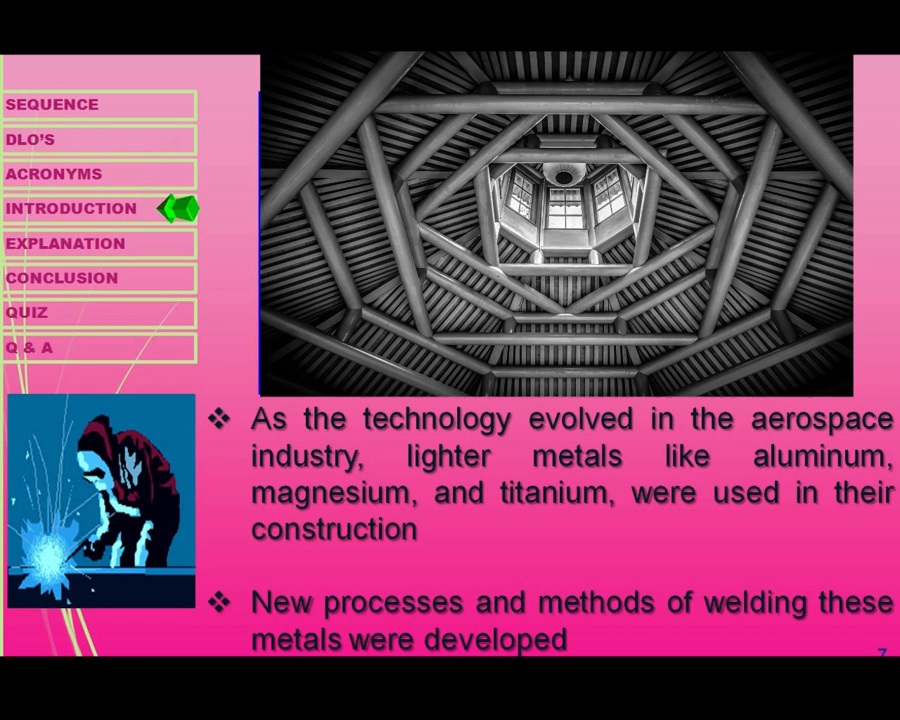 SEQUENCE
DLO'S
ACRONYMS
INTRODUCTION
EXPLANATION
CONCLUSION
QUIZ
Q & A
❖ As the technology evolved in the aerospace
industry, lighter metals like aluminum,
magnesium, and titanium, were used in their
construction
❖ New processes and methods of welding these
metals were developed
7